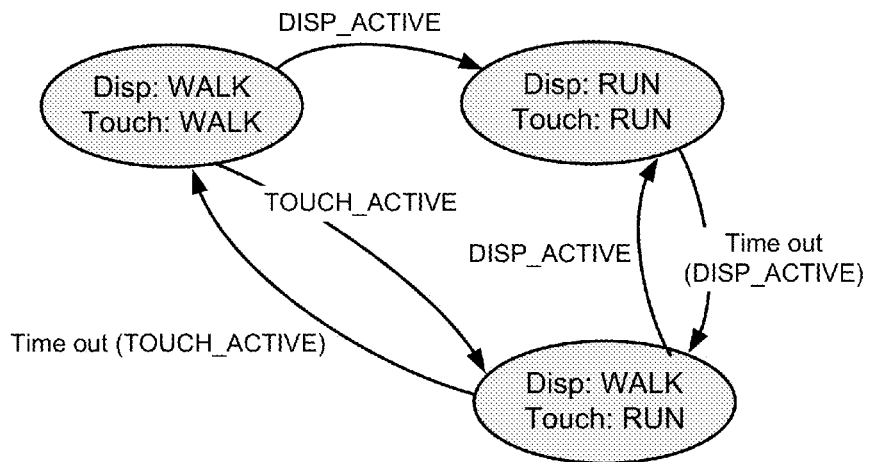 DISP_ACTIVE
Disp: WALK
Touch: WALK
Disp: RUN
Touch: RUN
TOUCH_ACTIVE
DISP_ACTIVE
Time out
(DISP_ACTIVE)
Time out (TOUCH_ACTIVE)
Disp: WALK
Touch: RUN